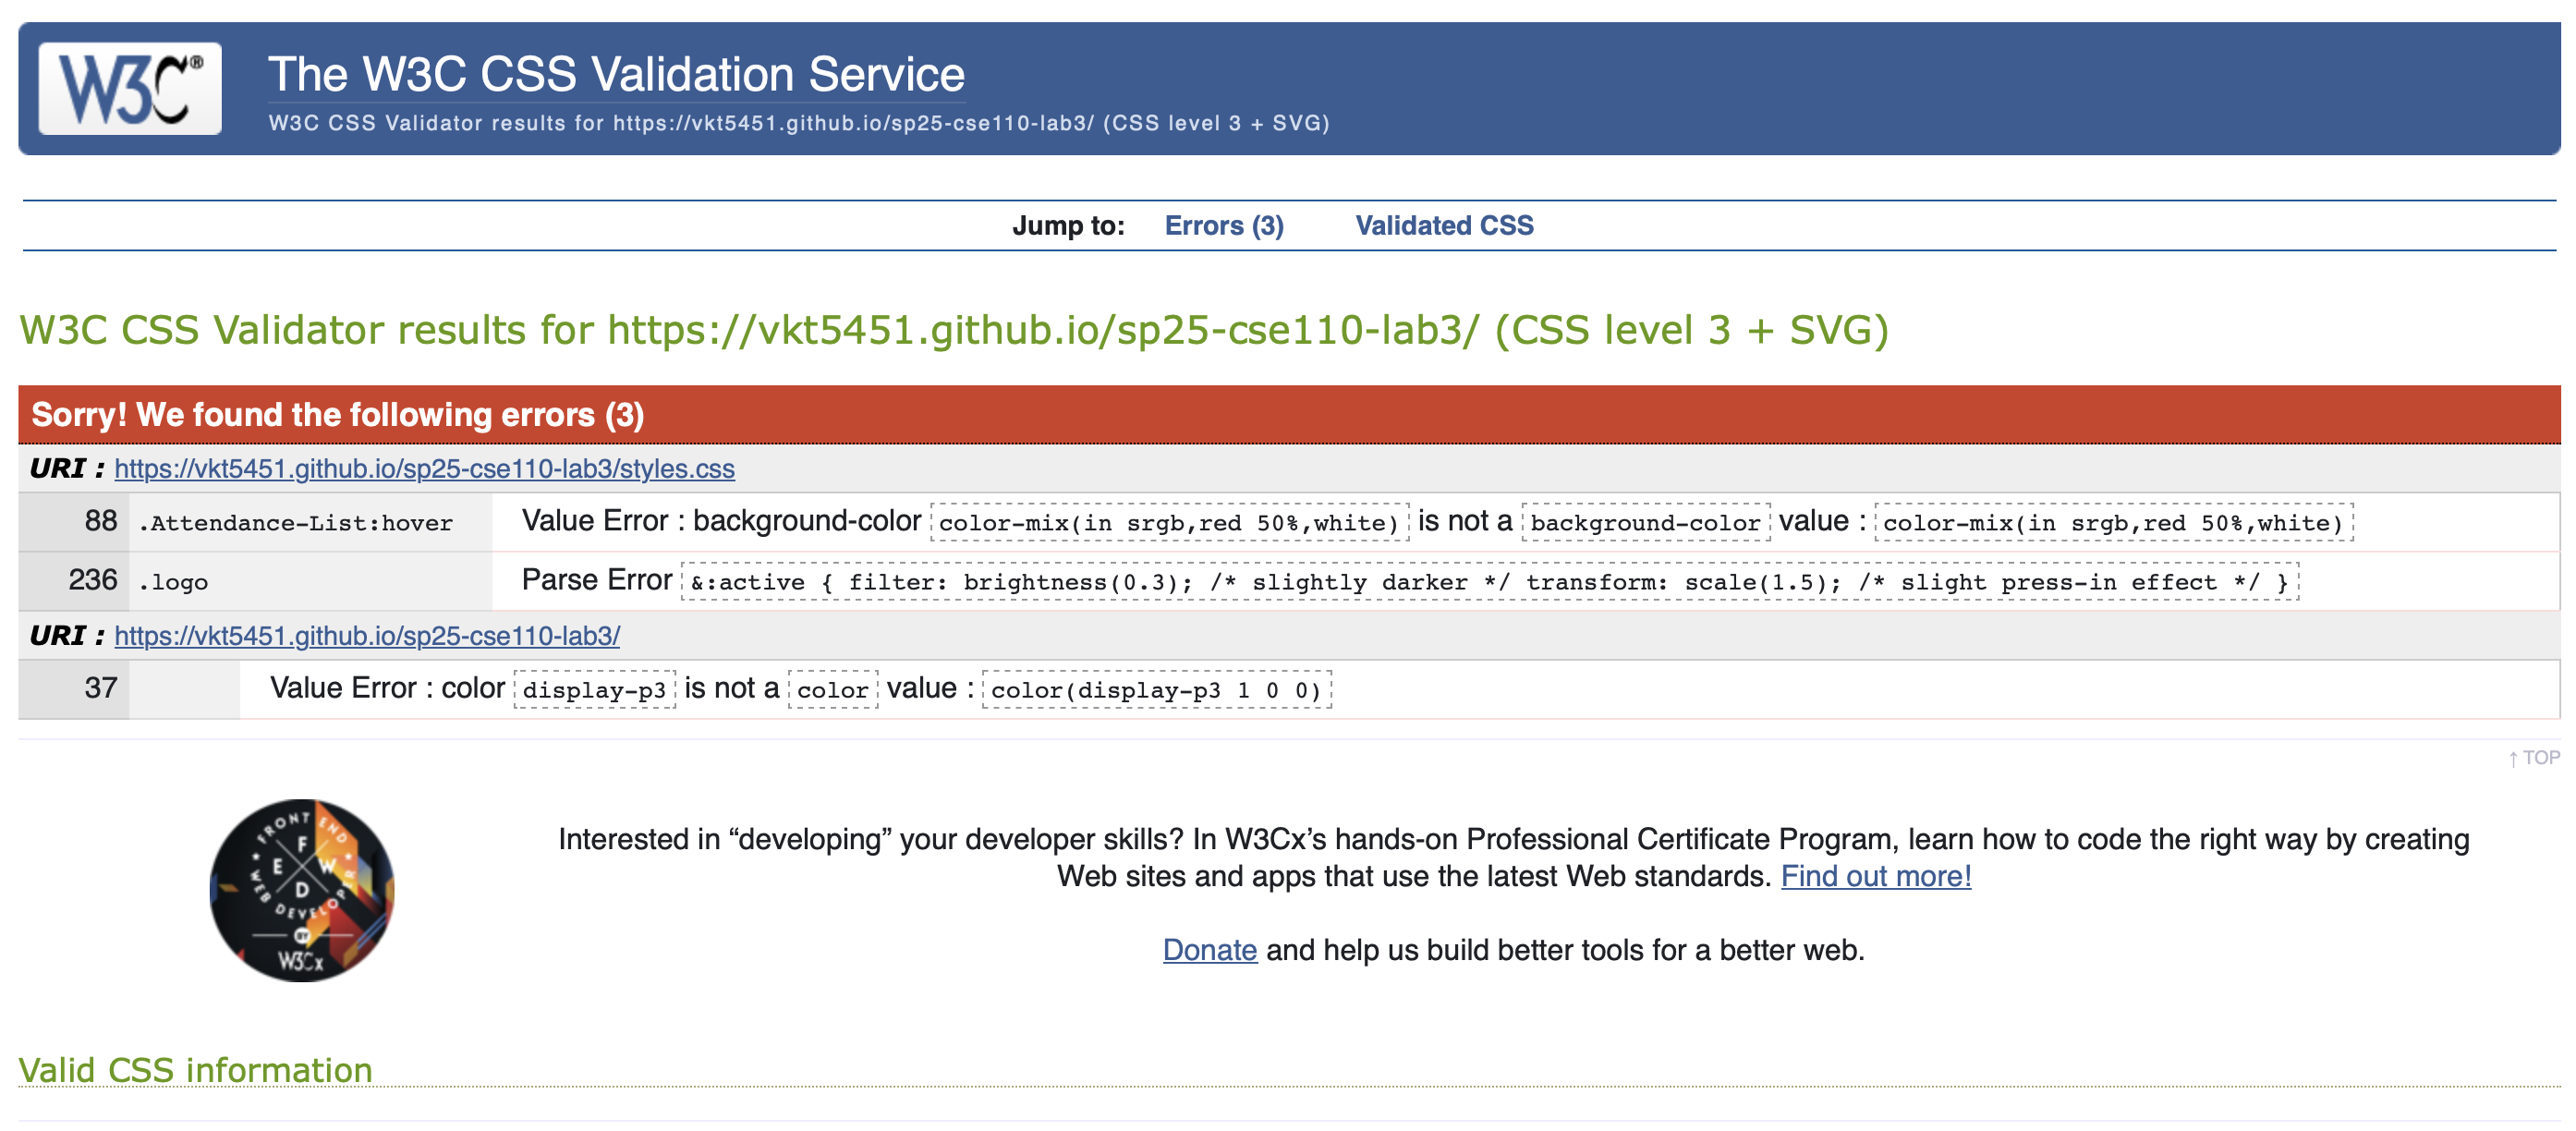 W3C®
The W3C CSS Validation Service
W3C CSS Validator results for https://vkt5451.github.io/sp25-cse110-lab3/ (CSS level 3 + SVG)
Jump to: Errors (3) Validated CSS
W3C CSS Validator results for https://vkt5451.github.io/sp25-cse110-lab3/ (CSS level 3 + SVG)
Sorry! We found the following errors (3)
URI : https://vkt5451.github.io/sp25-cse110-lab3/styles.css
88 .Attendance-List:hover Value Error : background-color color-mix(in srgb,red 50%,white) is not a background-color value : color-mix(in srgb,red 50%,white)
236 .logo Parse Error &:active { filter: brightness(0.3); /* slightly darker */ transform: scale(1.5); /* slight press-in effect */ }
URI : https://vkt5451.github.io/sp25-cse110-lab3/
37 Value Error : color display-p3 is not a color value : color(display-p3 1 0 0)
↑ TOP
FRONT END
F
E W
D
WEB DEVELOPER
BY
W3Cx
Interested in “developing” your developer skills? In W3Cx’s hands-on Professional Certificate Program, learn how to code the right way by creating
Web sites and apps that use the latest Web standards. Find out more!
Donate and help us build better tools for a better web.
Valid CSS information